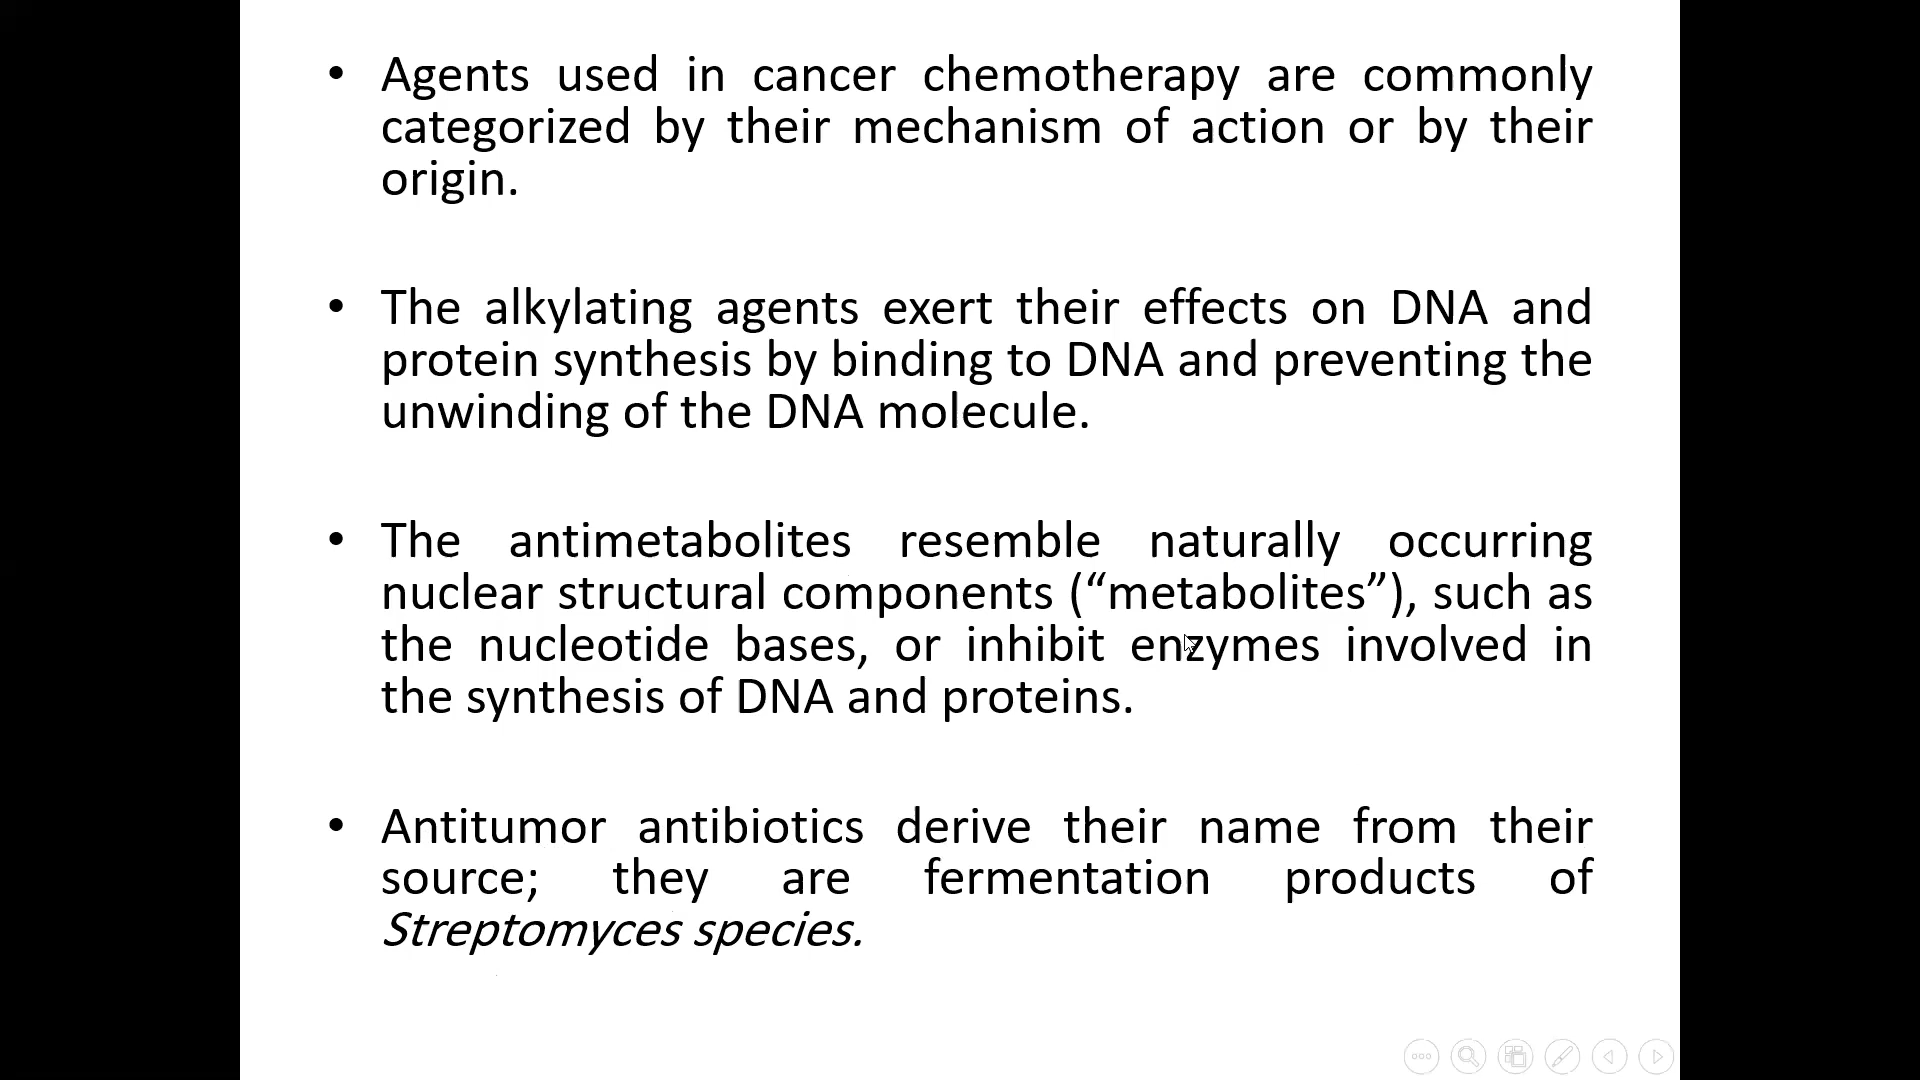 • Agents used in cancer chemotherapy are commonly
categorized by their mechanism of action or by their
origin.
• The alkylating agents exert their effects on DNA and
protein synthesis by binding to DNA and preventing the
unwinding of the DNA molecule.
• The antimetabolites resemble naturally occurring
nuclear structural components (“metabolites”), such as
the nucleotide bases, or inhibit enzymes involved in
the synthesis of DNA and proteins.
• Antitumor antibiotics derive their name from their
source; they are fermentation products of
Streptomyces species.